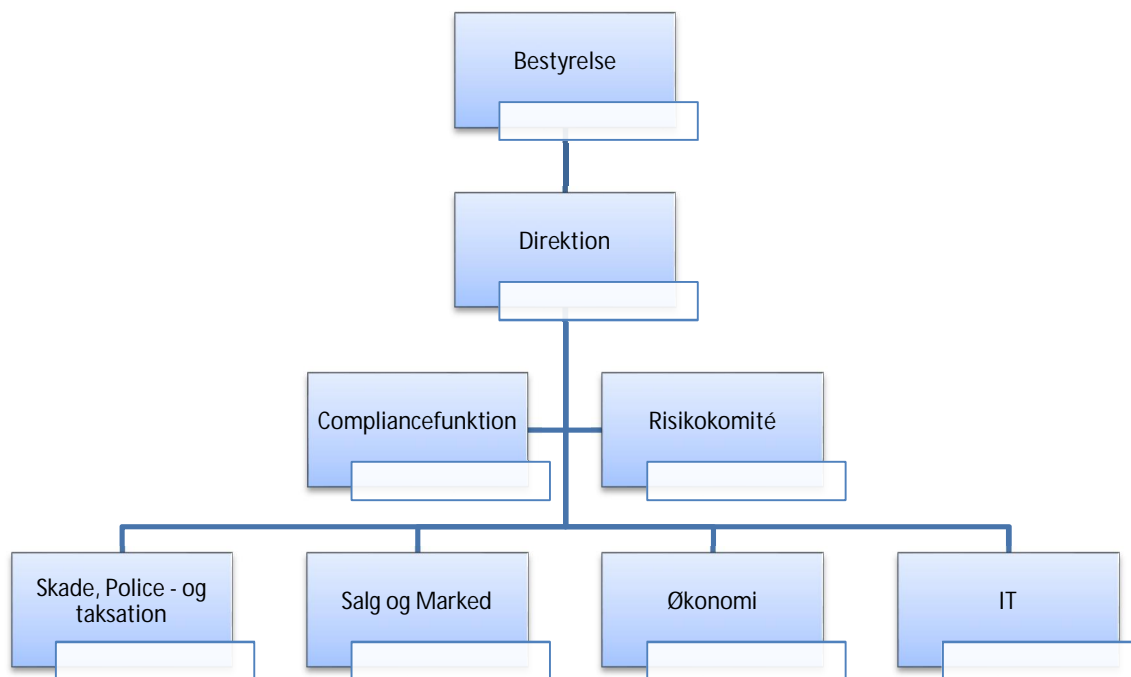 Bestyrelse
Direktion
Compliancefunktion
Risikokomité
Skade, Police - og
taksation
Salg og Marked
Økonomi
IT